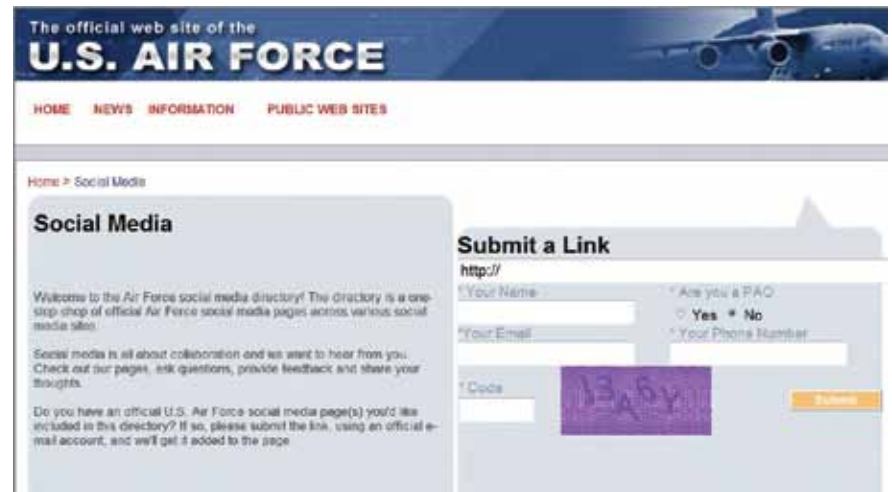 The official web site of the
U.S. AIR FORCE
HOME NEWS INFORMATION PUBLIC WEB SITES
Home > Social Media
Social Media
Welcome to the Air Force social media directory! The directory is a one-
stop shop of official Air Force social media pages across various social
media sites.
Social media is all about collaboration and we want to hear from you.
Check out our pages, ask questions, provide feedback and share your
thoughts.
Do you have an official U.S. Air Force social media page(s) you'd like
included in this directory? If so, please submit the link, using an official e-
mail account, and we'll get it added to the page
Submit a Link
http://
*Your Name
* Are you a PAO
Yes No
*Your Email
* Your Phone Number
* Code
Submit